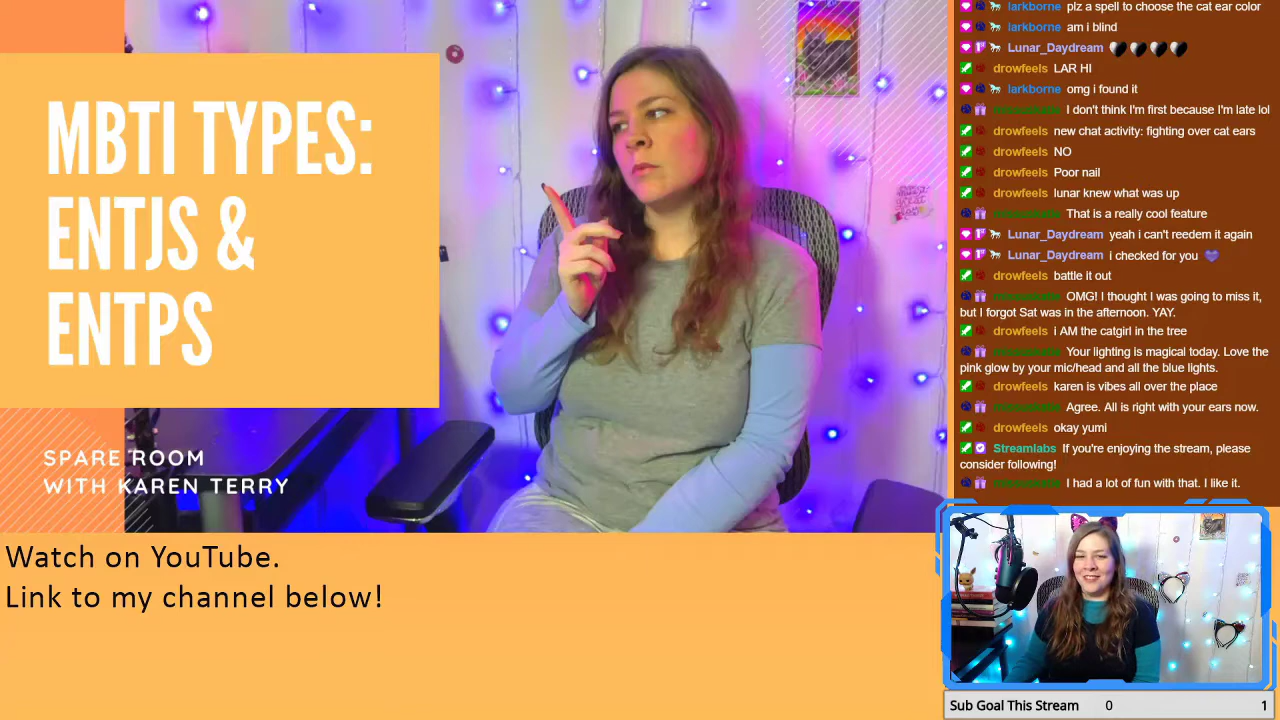 MBTI TYPES:
ENTJS &
ENTPS
SPARE ROOM
WITH KAREN TERRY
Watch on YouTube.
Link to my channel below!
larkborne plz a spell to choose the cat ear color
larkborne am i blind
Lunar_Daydream
drowfeels LAR HI
larkborne omg i found it
I don't think I'm first because I'm late lol
drowfeels new chat activity: fighting over cat ears
drowfeels NO
drowfeels Poor nail
drowfeels lunar knew what was up
That is a really cool feature
Lunar_Daydream yeah i can't redeem it again
Lunar_Daydream i checked for you
drowfeels battle it out
OMG! I thought I was going to miss it,
but I forgot Sat was in the afternoon. YAY.
drowfeels i AM the catgirl in the tree
Your lighting is magical today. Love the
pink glow by your mic/head and all the blue lights.
drowfeels karen is vibes all over the place
Agree. All is right with your ears now.
drowfeels okay yumi
Streamlabs If you're enjoying the stream, please
consider following!
I had a lot of fun with that. I like it.
Sub Goal This Stream 0 1